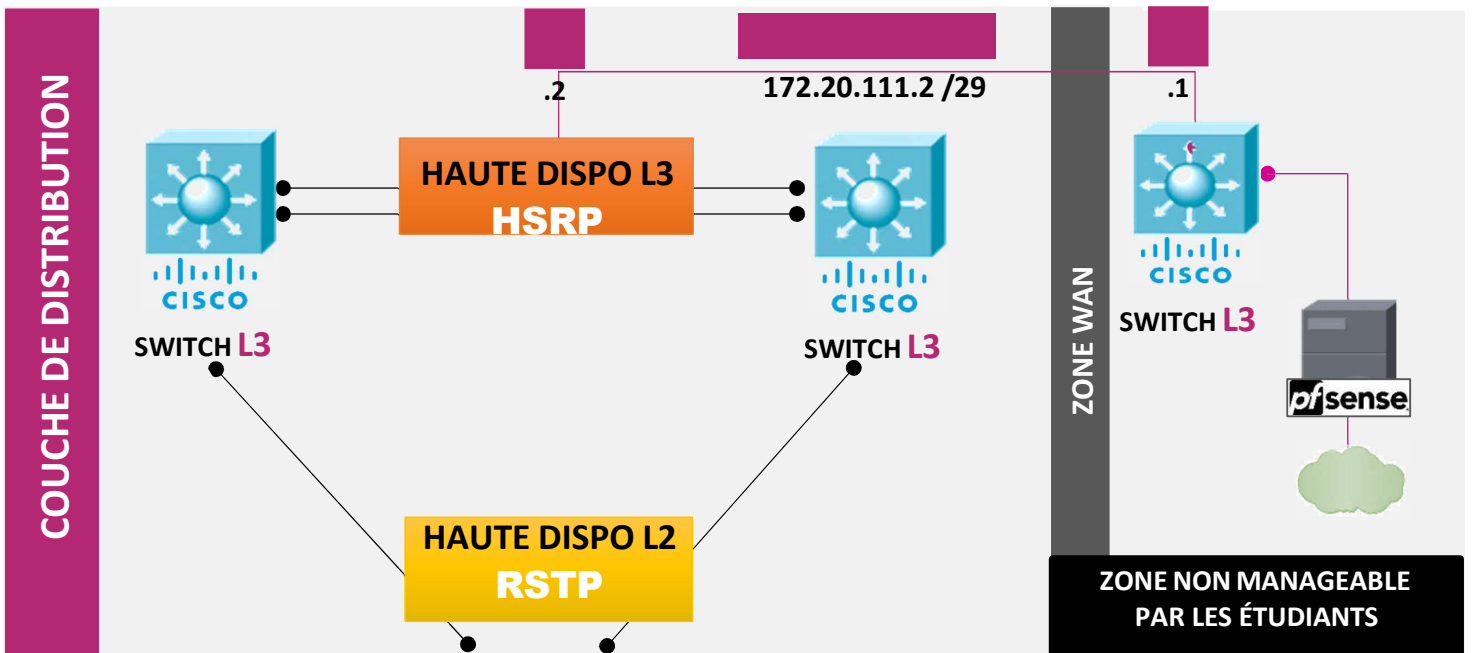 COUCHE DE DISTRIBUTION
.2
172.20.111.2 /29
.1
HAUTE DISPO L3
HSRP
CISCO
SWITCH L3
CISCO
SWITCH L3
ZONE WAN
CISCO
SWITCH L3
pfsense
HAUTE DISPO L2
RSTP
ZONE NON MANAGEABLE
PAR LES ÉTUDIANTS